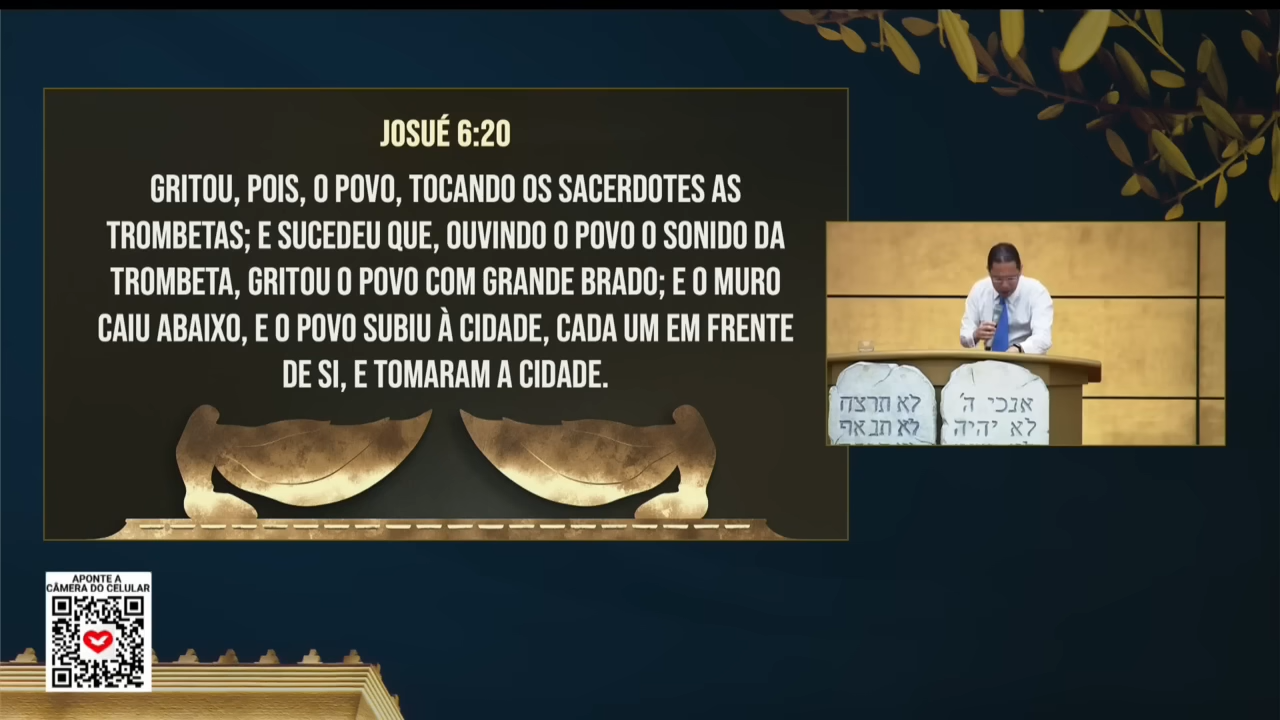 JOSUÉ 6:20
GRITOU, POIS, O POVO, TOCANDO OS SACERDOTES AS
TROMBETAS; E SUCEDEU QUE, OUVINDO O POVO O SONIDO DA
TROMBETA, GRITOU O POVO COM GRANDE BRADO; E O MURO
CAIU ABAIXO, E O POVO SUBIU À CIDADE, CADA UM EM FRENTE
DE SI, E TOMARAM A CIDADE.
אנכי ה'
לא יהיה
לא תרצח
לא תנאף
APONTE A
CÂMERA DO CELULAR